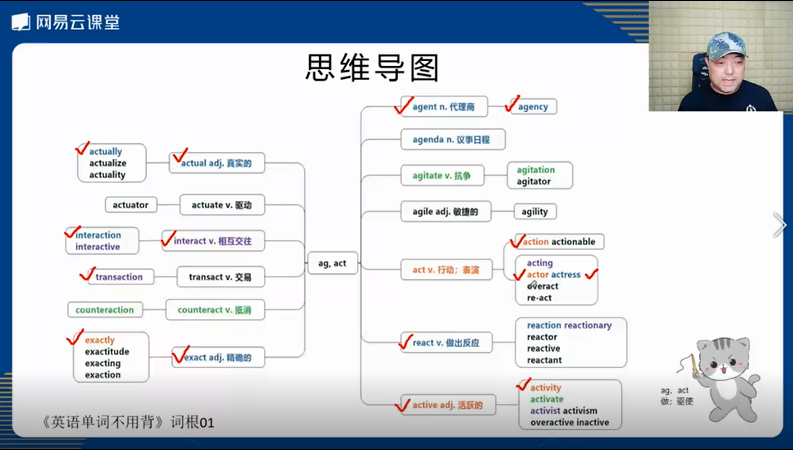 网易云课堂
思维导图
agent n. 代理商
agency
agenda n. 议事日程
agitate v. 抗争
agitation
agitator
agile adj. 敏捷的
agility
act v. 行动；表演
action actionable
acting
actor actress
overact
re-act
react v. 做出反应
reaction reactionary
reactor
reactive
reactant
active adj. 活跃的
activity
activate
activist activism
overactive inactive
ag, act
actual adj. 真实的
actually
actualize
actuality
actuate v. 驱动
actuator
interact v. 相互交往
interaction
interactive
transact v. 交易
transaction
counteract v. 抵消
counteraction
exact adj. 精确的
exactly
exactitude
exacting
exaction
ag, act
做；驱使
《英语单词不用背》词根01